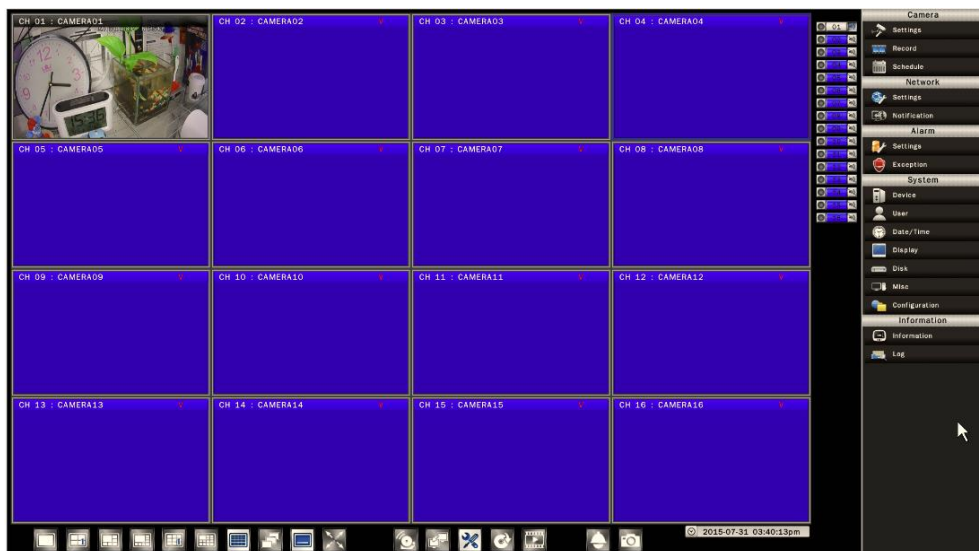 CH 01 : CAMERA01
CH 02 : CAMERA02 V
CH 03 : CAMERA03 V
CH 04 : CAMERA04 V
CH 05 : CAMERA05 V
CH 06 : CAMERA06 V
CH 07 : CAMERA07 V
CH 08 : CAMERA08 V
CH 09 : CAMERA09 V
CH 10 : CAMERA10 V
CH 11 : CAMERA11 V
CH 12 : CAMERA12 V
CH 13 : CAMERA13 V
CH 14 : CAMERA14 V
CH 15 : CAMERA15 V
CH 16 : CAMERA16 V
12
3
9
01
Camera
Settings
Record
Schedule
Network
Settings
Notification
Alarm
Settings
Exception
System
Device
User
Date/Time
Display
Disk
Misc
Configuration
Information
Information
Log
2015-07-31 03:40:13pm